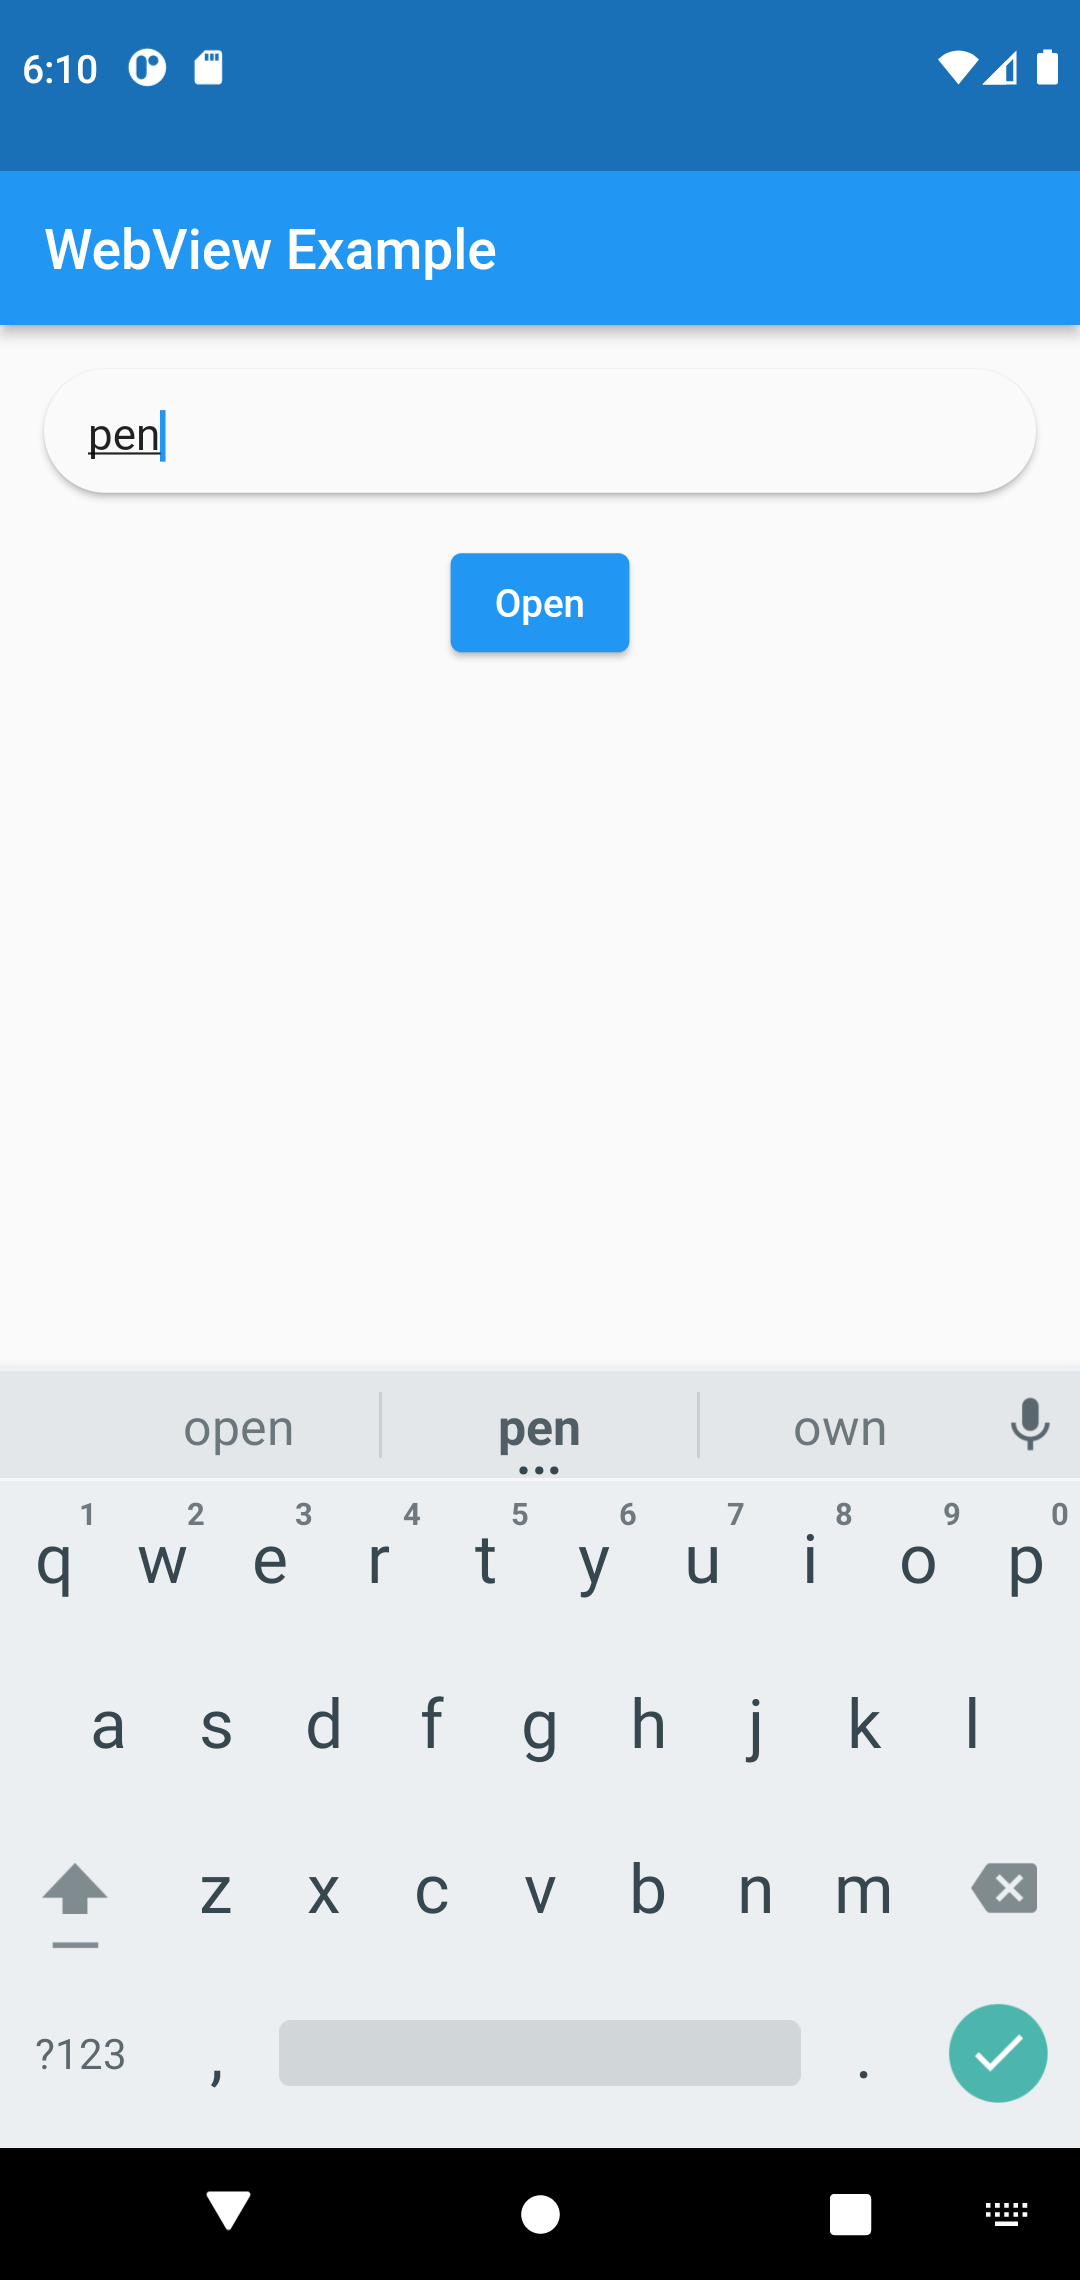 6:10
WebView Example
pen
Open
open pen own
1 2 3 4 5 6 7 8 9 0
q w e r t y u i o p
a s d f g h j k l
z x c v b n m
?123 , .